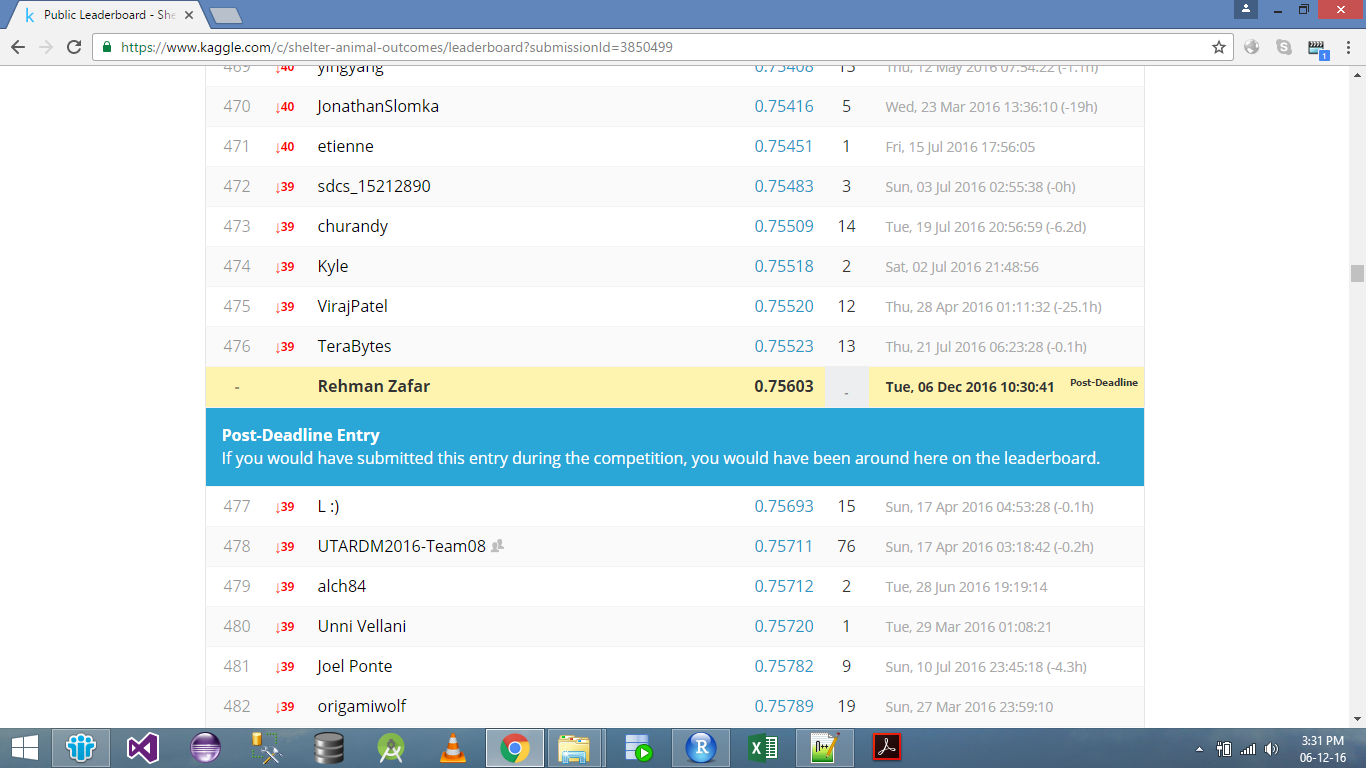 Public Leaderboard - She
https://www.kaggle.com/c/shelter-animal-outcomes/leaderboard?submissionId=3850499
1
469 ↓40 yingyang 0.75408 15 Thu, 12 May 2016 07:54:22 (-1.1h)
470 ↓40 JonathanSlomka 0.75416 5 Wed, 23 Mar 2016 13:36:10 (-19h)
471 ↓40 etienne 0.75451 1 Fri, 15 Jul 2016 17:56:05
472 ↓39 sdcs_15212890 0.75483 3 Sun, 03 Jul 2016 02:55:38 (-0h)
473 ↓39 churandy 0.75509 14 Tue, 19 Jul 2016 20:56:59 (-6.2d)
474 ↓39 Kyle 0.75518 2 Sat, 02 Jul 2016 21:48:56
475 ↓39 VirajPatel 0.75520 12 Thu, 28 Apr 2016 01:11:32 (-25.1h)
476 ↓39 TeraBytes 0.75523 13 Thu, 21 Jul 2016 06:23:28 (-0.1h)
- Rehman Zafar 0.75603 - Tue, 06 Dec 2016 10:30:41 Post-Deadline
Post-Deadline Entry
If you would have submitted this entry during the competition, you would have been around here on the leaderboard.
477 ↓39 L :) 0.75693 15 Sun, 17 Apr 2016 04:53:28 (-0.1h)
478 ↓39 UTARDM2016-Team08 0.75711 76 Sun, 17 Apr 2016 03:18:42 (-0.2h)
479 ↓39 alch84 0.75712 2 Tue, 28 Jun 2016 19:19:14
480 ↓39 Unni Vellani 0.75720 1 Tue, 29 Mar 2016 01:08:21
481 ↓39 Joel Ponte 0.75782 9 Sun, 10 Jul 2016 23:45:18 (-4.3h)
482 ↓39 origamiwolf 0.75789 19 Sun, 27 Mar 2016 23:59:10
3:31 PM
06-12-16